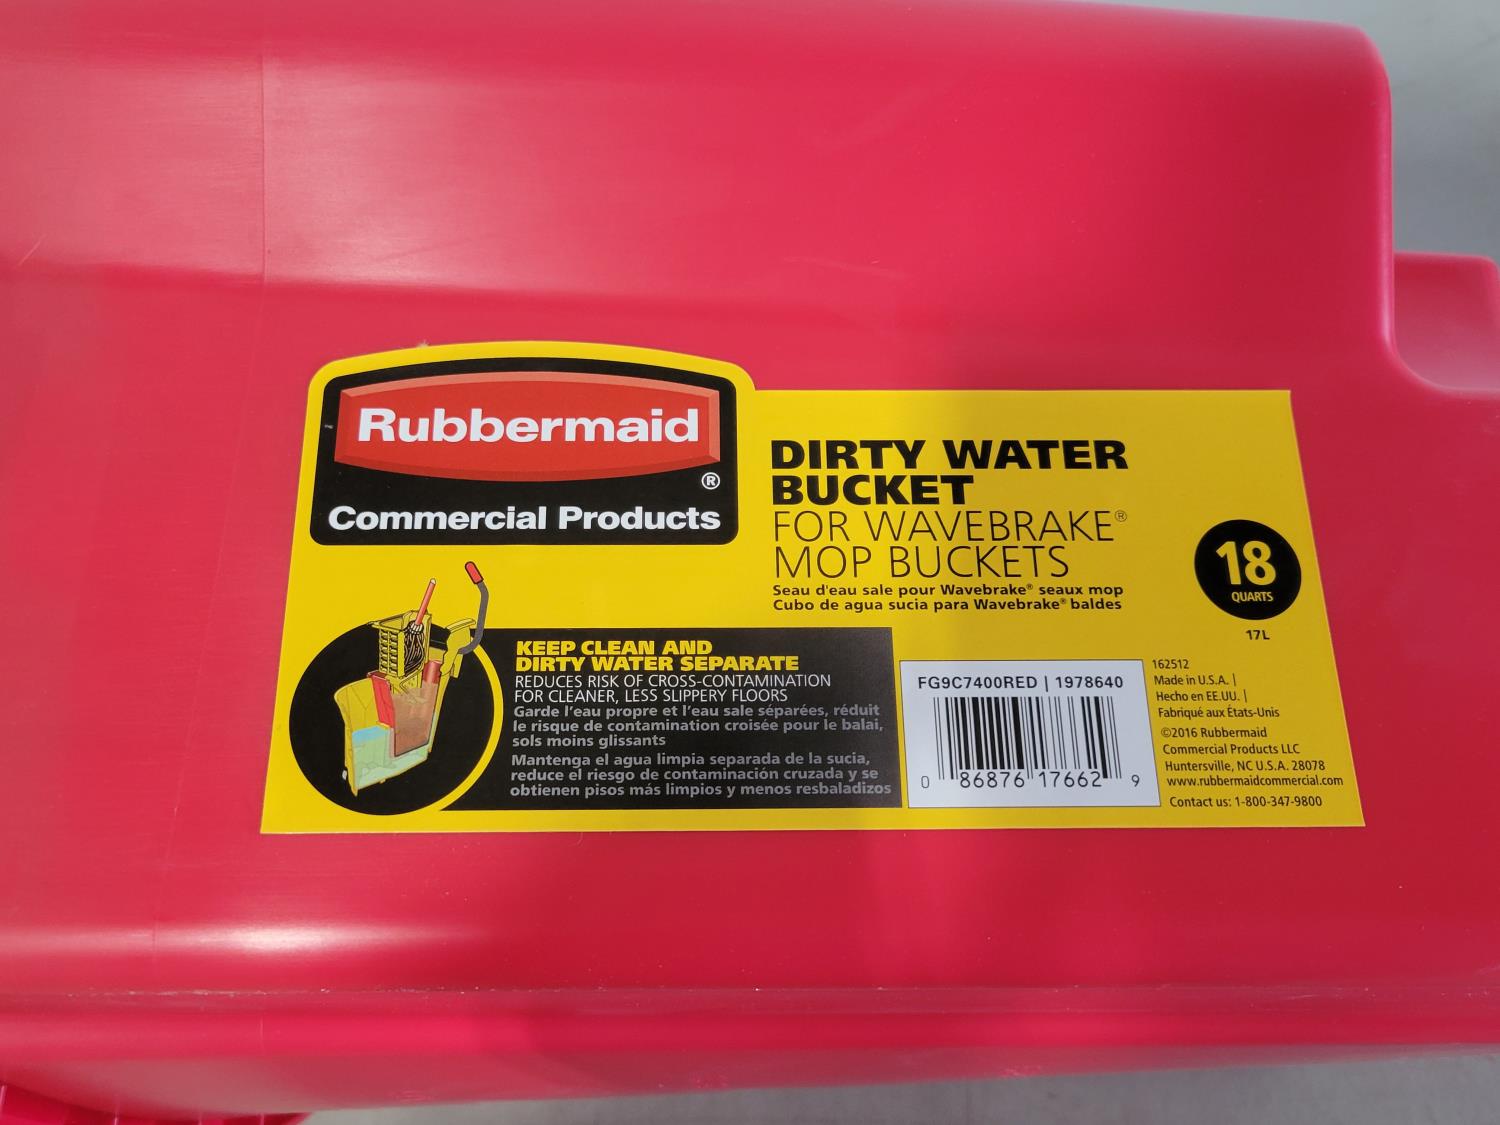 Rubbermaid
®
Commercial Products
DIRTY WATER
BUCKET
FOR WAVEBRAKE®
MOP BUCKETS
Seau d'eau sale pour Wavebrake® seaux mop
Cubo de agua sucia para Wavebrake® baldes
18
QUARTS
17L
KEEP CLEAN AND
DIRTY WATER SEPARATE
REDUCES RISK OF CROSS-CONTAMINATION
FOR CLEANER, LESS SLIPPERY FLOORS
Garde l'eau propre et l'eau sale séparées, réduit
le risque de contamination croisée pour le balai,
sols moins glissants
Mantenga el agua limpia separada de la sucia,
reduce el riesgo de contaminación cruzada y se
obtienen pisos más limpios y menos resbaladizos
FG9C7400RED | 1978640
0 86876 17662 9
162512
Made in U.S.A. |
Hecho en EE.UU. |
Fabriqué aux États-Unis
©2016 Rubbermaid
Commercial Products LLC
Huntersville, NC U.S.A. 28078
www.rubbermaidcommercial.com
Contact us: 1-800-347-9800